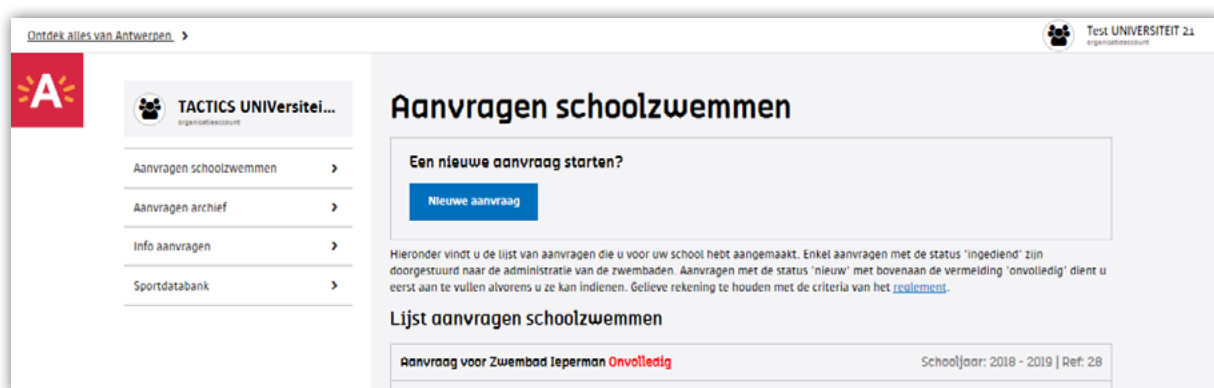 Ontdek alles van Antwerpen
Test UNIVERSITEIT 21
organisatieaccount
A
TACTICS UNIVersitei...
organisatieaccount
Aanvragen schoolzwemmen
Aanvragen archief
Info aanvragen
Sportdatabank
Aanvragen schoolzwemmen
Een nieuwe aanvraag starten?
Nieuwe aanvraag
Hieronder vindt u de lijst van aanvragen die u voor uw school hebt aangemaakt. Enkel aanvragen met de status 'ingediend' zijn
doorgestuurd naar de administratie van de zwembaden. Aanvragen met de status 'nieuw' met bovenaan de vermelding 'onvolledig' dient u
eerst aan te vullen alvorens u ze kan indienen. Gelieve rekening te houden met de criteria van het reglement.
Lijst aanvragen schoolzwemmen
Aanvraag voor Zwembad Ieperman Onvolledig
Schooljaar: 2018 - 2019 | Ref: 28